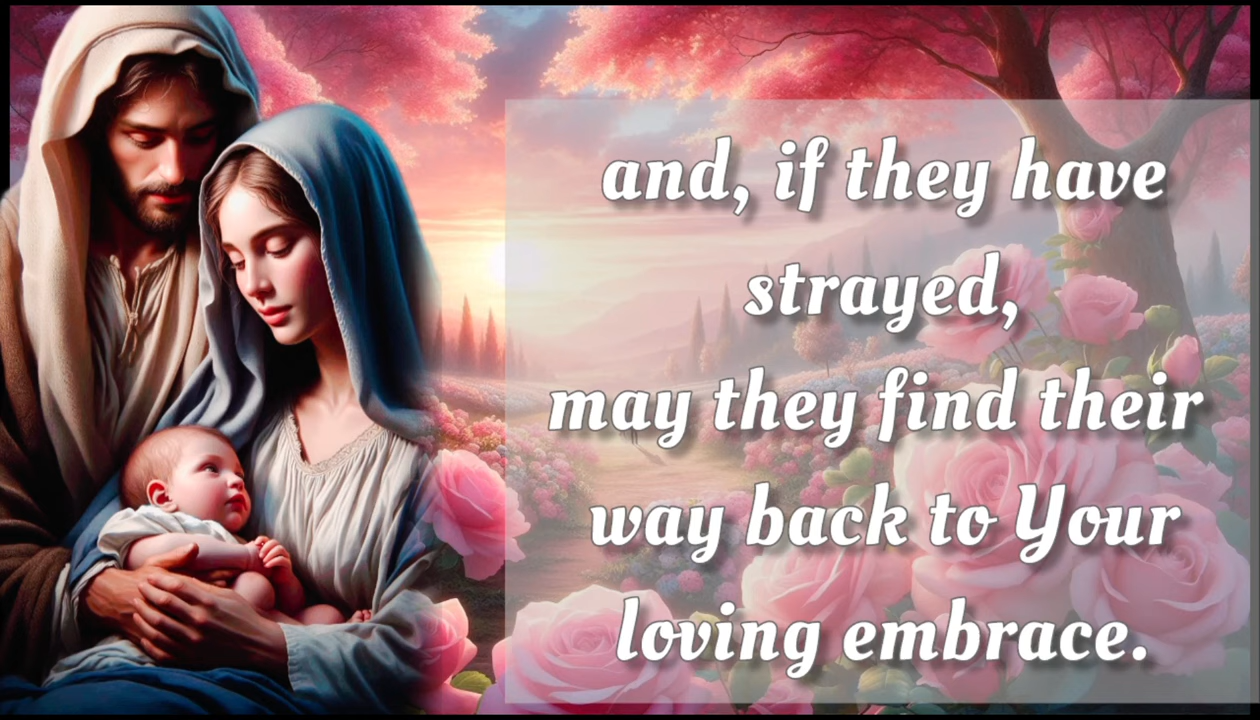 and, if they have
strayed,
may they find their
way back to Your
loving embrace.